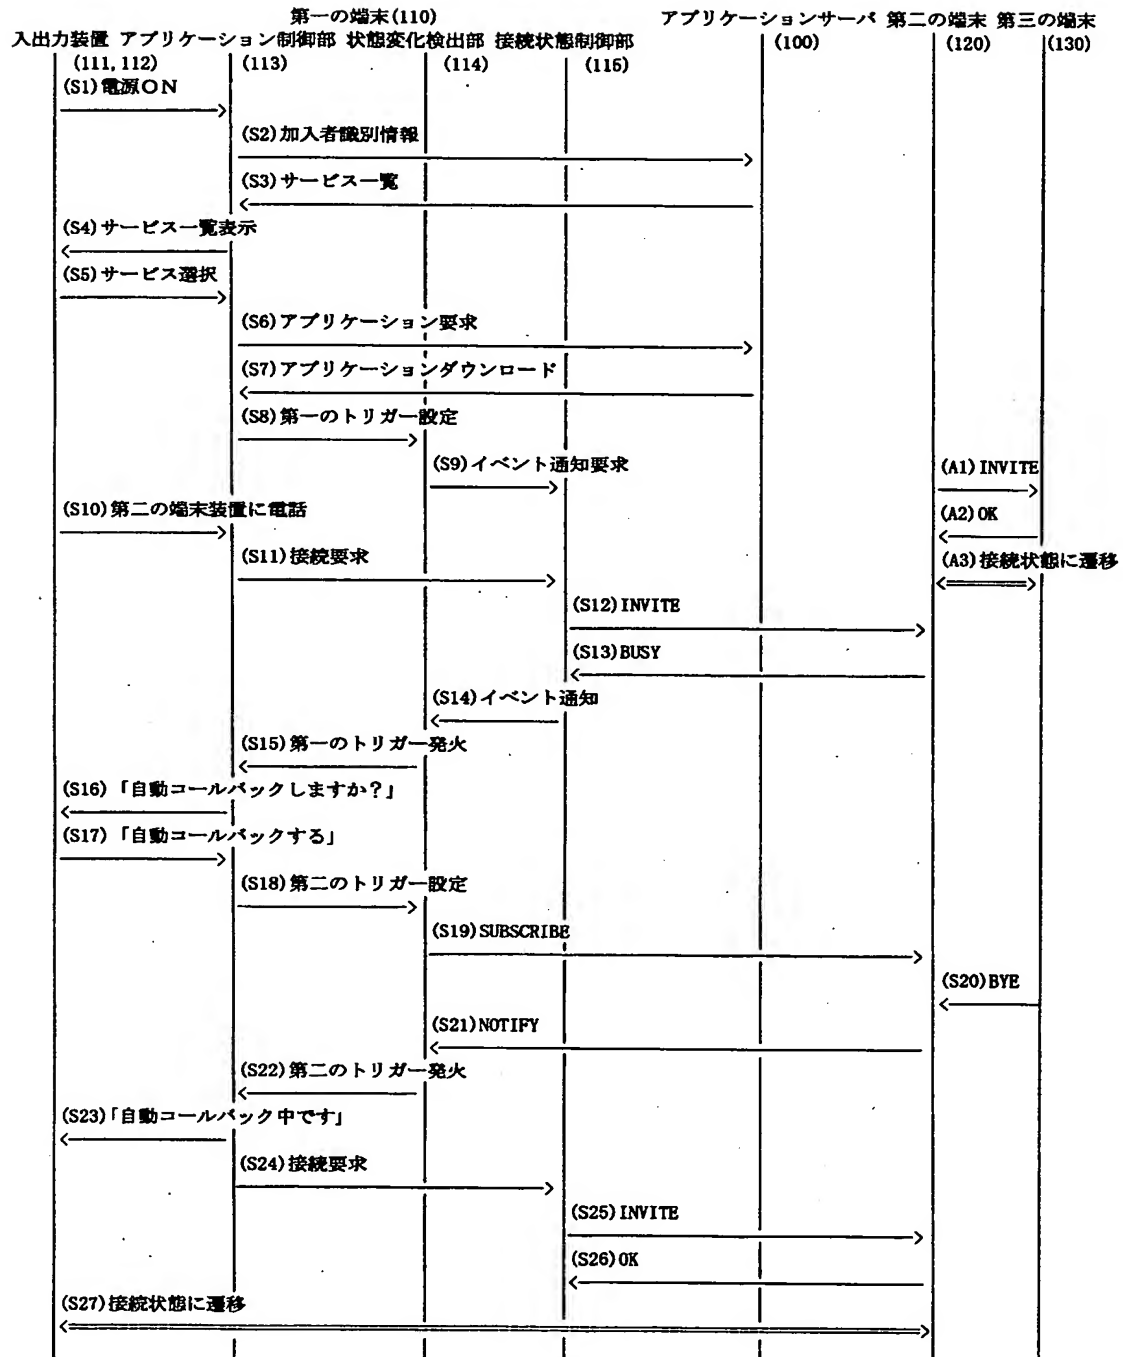 第一の端末(110)
アプリケーションサーバ 第二の端末 第三の端末
入出力装置 アプリケーション制御部 状態変化検出部 接続状態制御部
(100) (120) (130)
(111,112) (113) (114) (115)
(S1)電源ON
(S2)加入者識別情報
(S3)サービス一覧
(S4)サービス一覧表示
(S5)サービス選択
(S6)アプリケーション要求
(S7)アプリケーションダウンロード
(S8)第一のトリガー設定
(S9)イベント通知要求
(A1)INVITE
(S10)第二の端末装置に電話
(A2)OK
(S11)接続要求
(A3)接続状態に遷移
(S12)INVITE
(S13)BUSY
(S14)イベント通知
(S15)第一のトリガー発火
(S16)「自動コールバックしますか?」
(S17)「自動コールバックする」
(S18)第二のトリガー設定
(S19)SUBSCRIBE
(S20)BYE
(S21)NOTIFY
(S22)第二のトリガー発火
(S23)「自動コールバック中です」
(S24)接続要求
(S25)INVITE
(S26)OK
(S27)接続状態に遷移